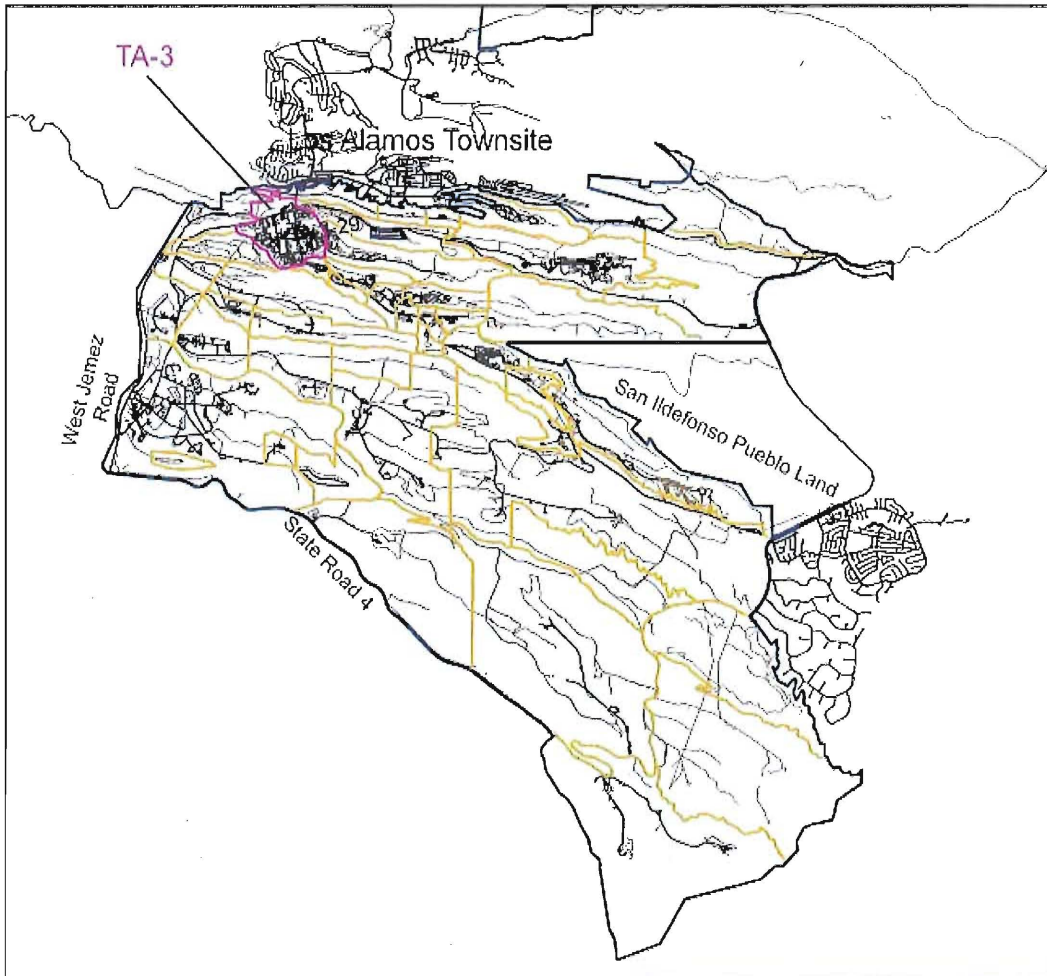 TA-3
Los Alamos Townsite
29
West Jemez
Road
San Ildefonso Pueblo Land
State Road 4